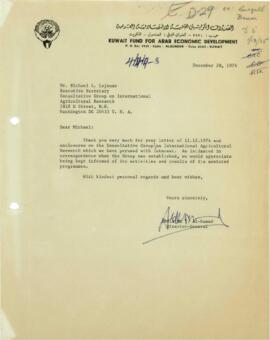 D-29
KUWAIT FUND FOR ARAB ECONOMIC DEVELOPMENT
December 28, 1974
Mr. Michael L. Lejeune
Executive Secretary
Consultative Group on International
Agricultural Research
1818 H Street, N.W.
Washington DC 20433 U. S. A.
Dear Michael:
Thank you very much for your letter of 11.12.1974 and
enclosures on the Consultative Group on International Agricultural
Research which we have perused with interest. As indicated in
correspondence when the Group was established, we would appreciate
being kept informed of its activities and results of its mentored
programmes.
With kindest personal regards and best wishes,
Yours sincerely,
Director-General